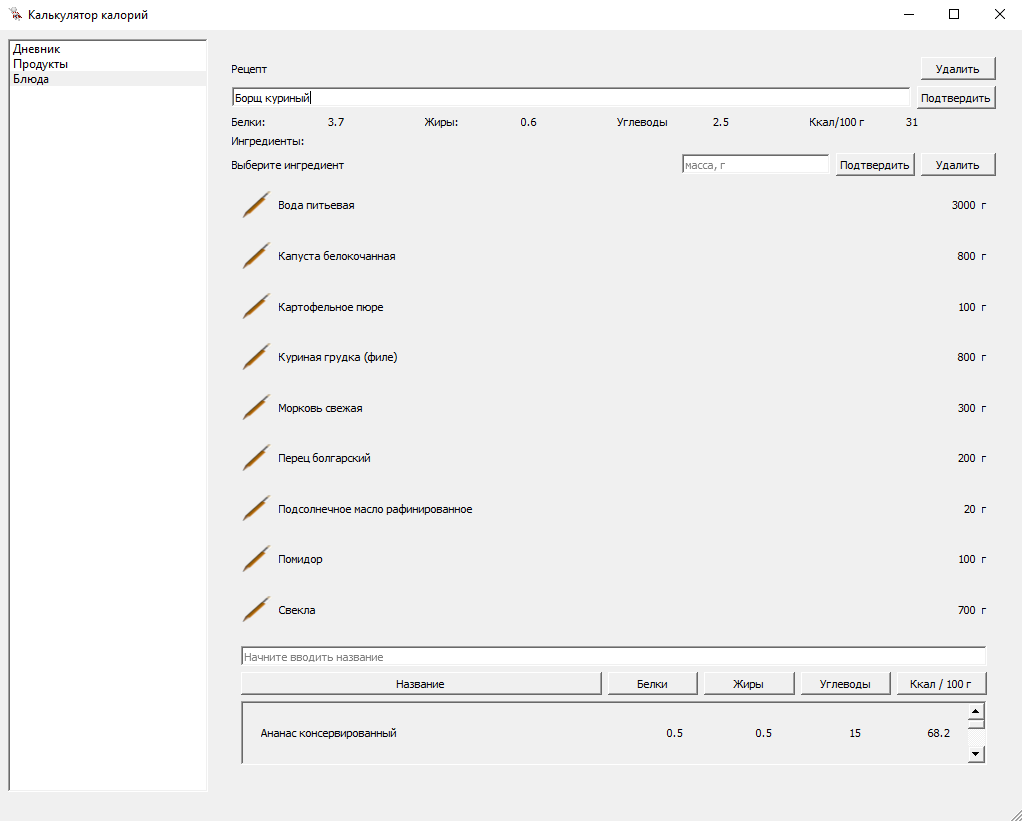 Калькулятор калорий
Дневник
Продукты
Блюда
Рецепт Удалить
Борщ куриный Подтвердить
Белки: 3.7 Жиры: 0.6 Углеводы 2.5 Ккал/100 г 31
Ингредиенты:
Выберите ингредиент масса, г Подтвердить Удалить
Вода питьевая 3000 г
Капуста белокочанная 800 г
Картофельное пюре 100 г
Куриная грудка (филе) 800 г
Морковь свежая 300 г
Перец болгарский 200 г
Подсолнечное масло рафинированное 20 г
Помидор 100 г
Свекла 700 г
Начните вводить название
Название Белки Жиры Углеводы Ккал / 100 г
Ананас консервированный 0.5 0.5 15 68.2